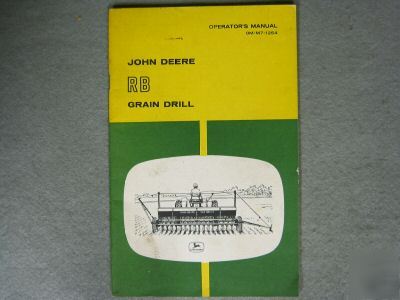 OPERATOR'S MANUAL
OM-M7-1264
JOHN DEERE
RB
GRAIN DRILL